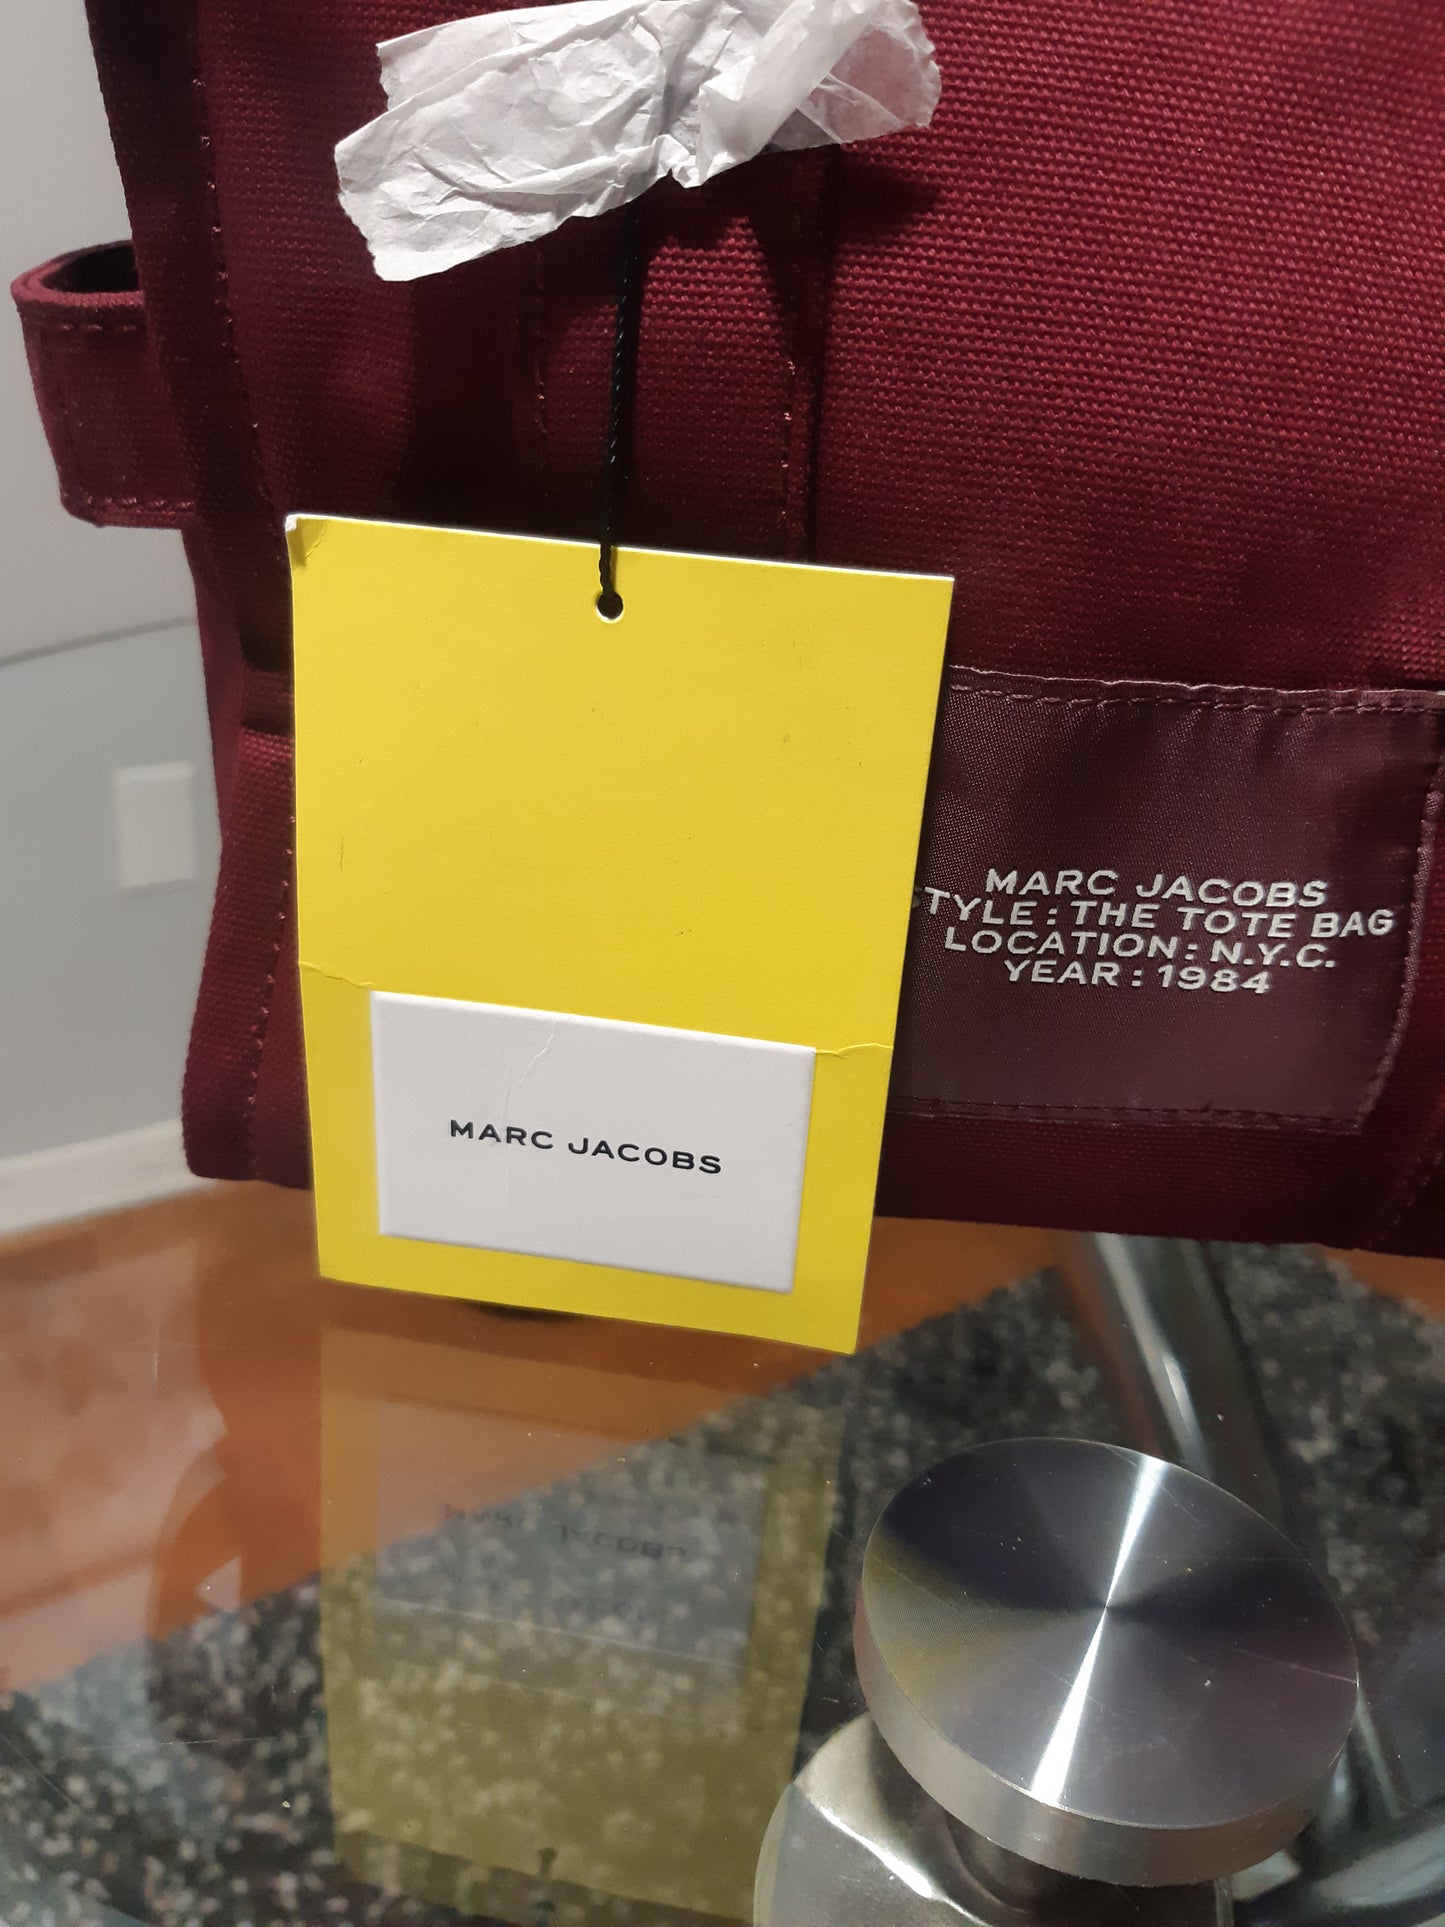 MARC JACOBS
STYLE : THE TOTE BAG
LOCATION : N.Y.C.
YEAR : 1984
MARC JACOBS